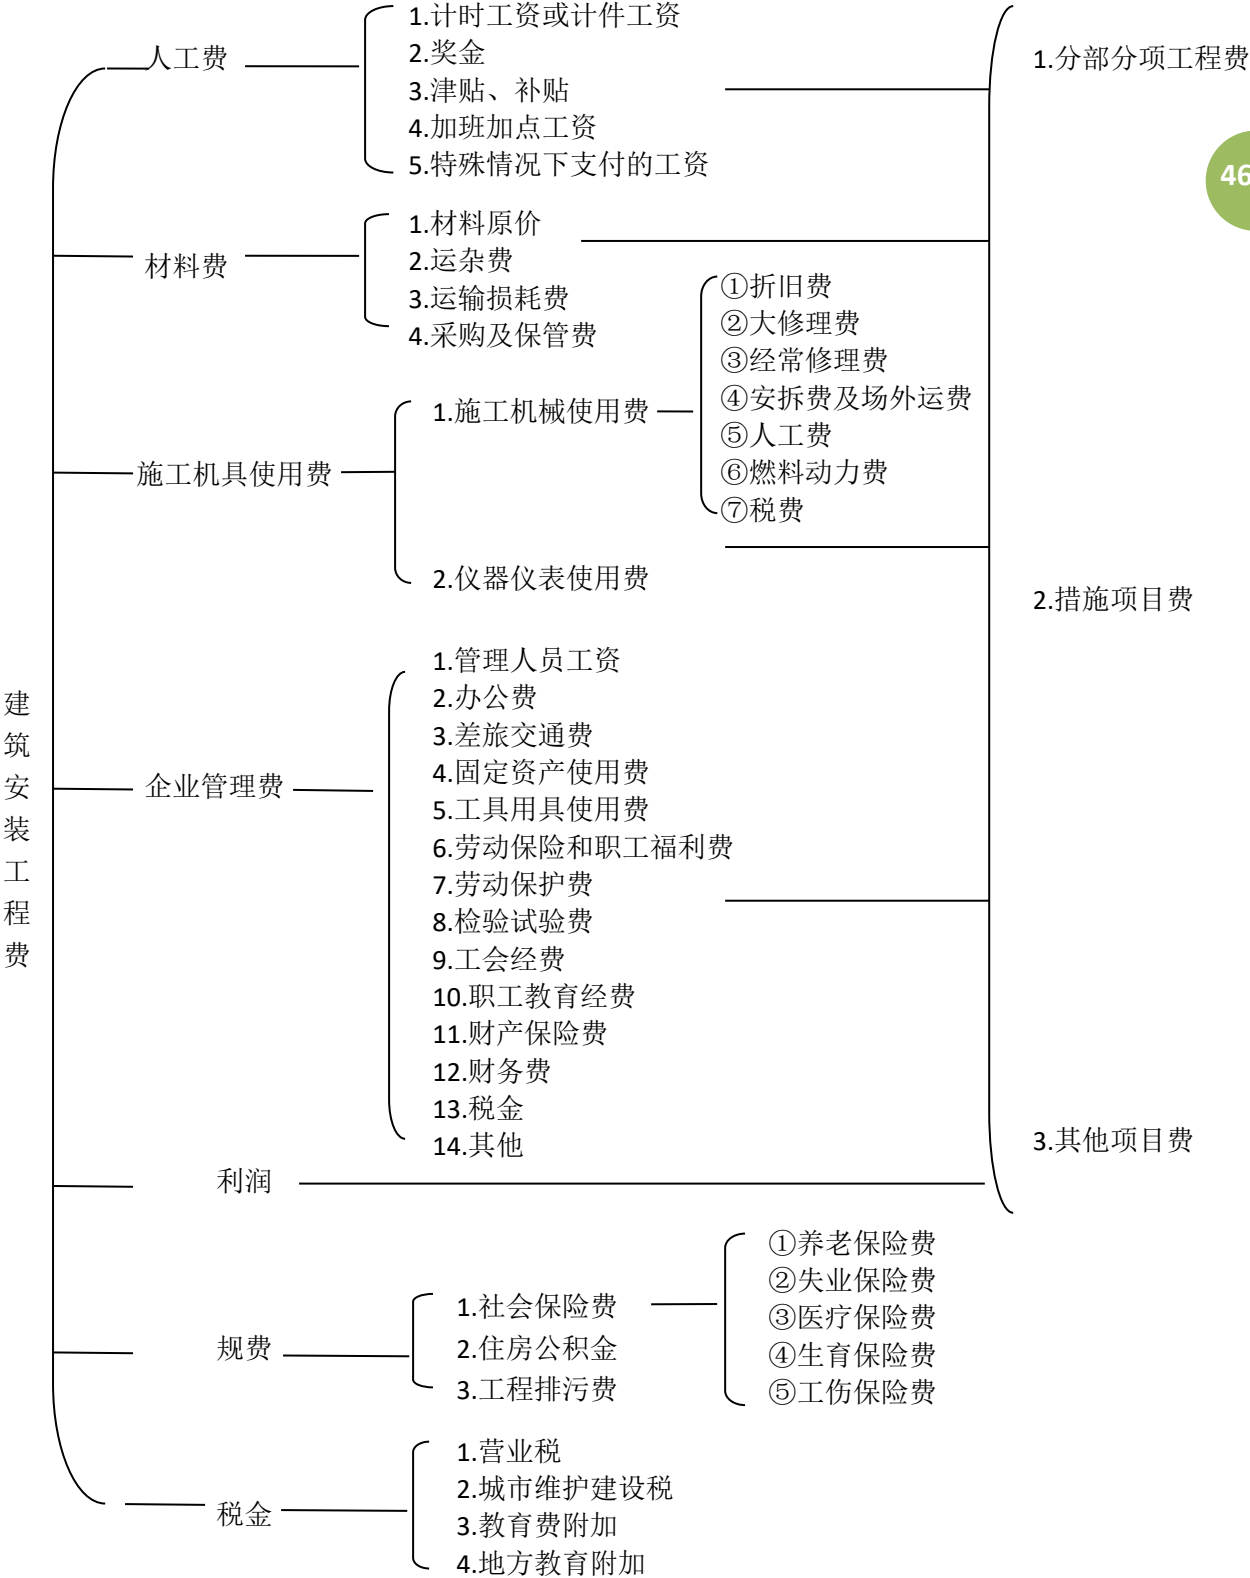 建筑安装工程费
人工费
1.计时工资或计件工资
2.奖金
3.津贴、补贴
4.加班加点工资
5.特殊情况下支付的工资
材料费
1.材料原价
2.运杂费
3.运输损耗费
4.采购及保管费
施工机具使用费
1.施工机械使用费
①折旧费
②大修理费
③经常修理费
④安拆费及场外运费
⑤人工费
⑥燃料动力费
⑦税费
2.仪器仪表使用费
企业管理费
1.管理人员工资
2.办公费
3.差旅交通费
4.固定资产使用费
5.工具用具使用费
6.劳动保险和职工福利费
7.劳动保护费
8.检验试验费
9.工会经费
10.职工教育经费
11.财产保险费
12.财务费
13.税金
14.其他
利润
规费
1.社会保险费
①养老保险费
②失业保险费
③医疗保险费
④生育保险费
⑤工伤保险费
2.住房公积金
3.工程排污费
税金
1.营业税
2.城市维护建设税
3.教育费附加
4.地方教育附加
1.分部分项工程费
46
2.措施项目费
3.其他项目费